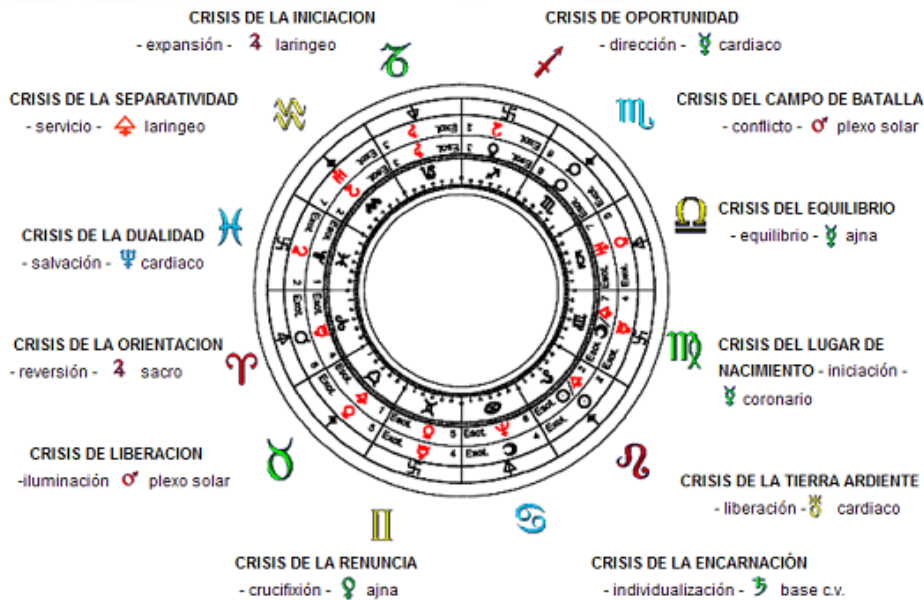 CRISIS DE LA INICIACION
- expansión - ♃ laringeo
CRISIS DE OPORTUNIDAD
- dirección - ☿ cardiaco
CRISIS DE LA SEPARATIVIDAD
- servicio - laringeo
CRISIS DEL CAMPO DE BATALLA
- conflicto - ♂ plexo solar
CRISIS DE LA DUALIDAD
- salvación - ♆ cardiaco
CRISIS DEL EQUILIBRIO
- equilibrio - ☿ ajna
CRISIS DE LA ORIENTACION
- reversión - ♃ sacro
CRISIS DEL LUGAR DE
NACIMIENTO - iniciación -
☿ coronario
CRISIS DE LIBERACION
-iluminación ♂ plexo solar
CRISIS DE LA TIERRA ARDIENTE
- liberación - ♅ cardiaco
CRISIS DE LA RENUNCIA
- crucifixión - ♀ ajna
CRISIS DE LA ENCARNACIÓN
- individualización - ♄ base c.v.